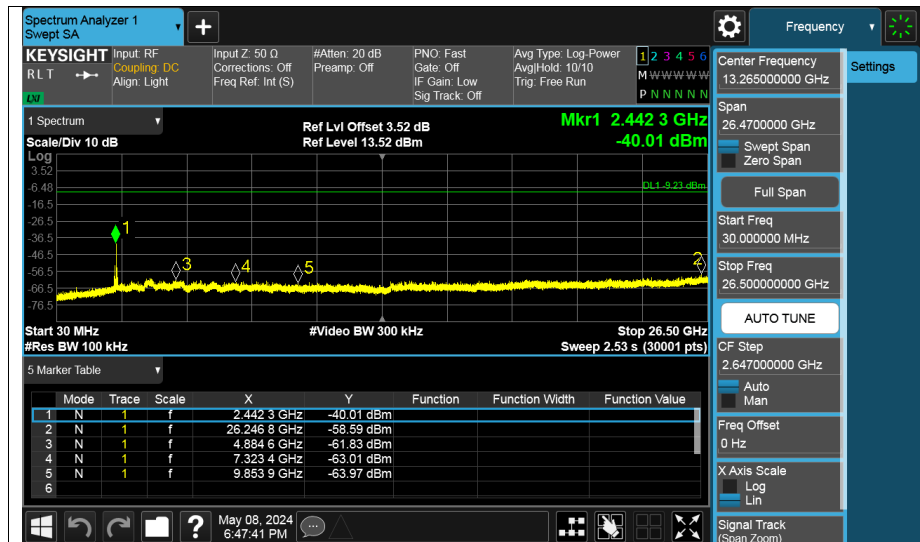 Spectrum Analyzer 1
Swept SA
+
Frequency
KEYSIGHT
R L T
LXI
Input: RF
Coupling: DC
Align: Light
Input Z: 50 Ω
Corrections: Off
Freq Ref: Int (S)
#Atten: 20 dB
Preamp: Off
PNO: Fast
Gate: Off
IF Gain: Low
Sig Track: Off
Avg Type: Log-Power
Avg|Hold: 10/10
Trig: Free Run
1 2 3 4 5 6
M W W W W W
P N N N N N
Settings
Center Frequency
13.265000000 GHz
Span
26.4700000 GHz
Swept Span
Zero Span
Full Span
Start Freq
30.000000 MHz
Stop Freq
26.500000000 GHz
AUTO TUNE
CF Step
2.647000000 GHz
Auto
Man
Freq Offset
0 Hz
X Axis Scale
Log
Lin
Signal Track
(Span Zoom)
1 Spectrum
Scale/Div 10 dB
Ref Lvl Offset 3.52 dB
Ref Level 13.52 dBm
Mkr1 2.442 3 GHz
-40.01 dBm
Log
3.52
-6.48
-16.5
-26.5
-36.5
-46.5
-56.5
-66.5
-76.5
DL1 -9.23 dBm
1
3
4
5
2
Start 30 MHz
#Res BW 100 kHz
#Video BW 300 kHz
Stop 26.50 GHz
Sweep 2.53 s (30001 pts)
5 Marker Table
Mode Trace Scale X Y Function Function Width Function Value
1 N 1 f 2.442 3 GHz -40.01 dBm
2 N 1 f 26.246 8 GHz -58.59 dBm
3 N 1 f 4.884 6 GHz -61.83 dBm
4 N 1 f 7.323 4 GHz -63.01 dBm
5 N 1 f 9.853 9 GHz -63.97 dBm
6
?
May 08, 2024
6:47:41 PM